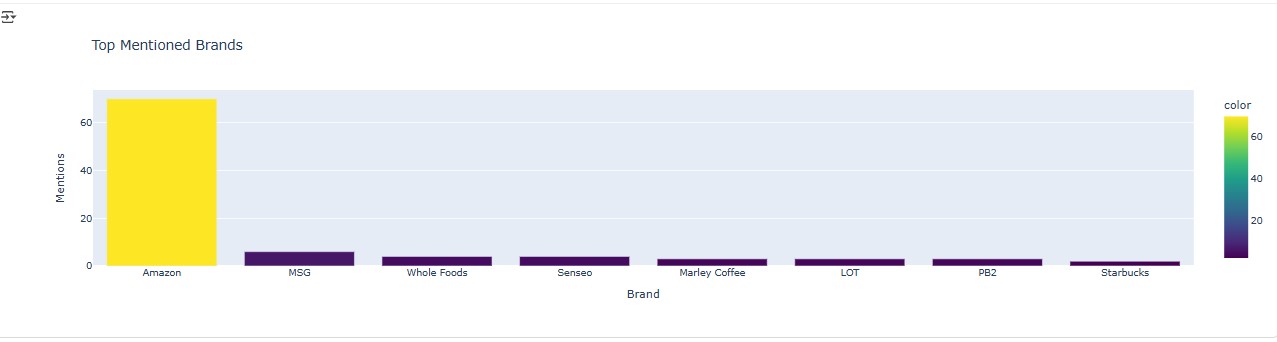 Top Mentioned Brands
color
60
40
20
0
Mentions
Amazon MSG Whole Foods Senseo Marley Coffee LOT PB2 Starbucks
Brand
60
40
20